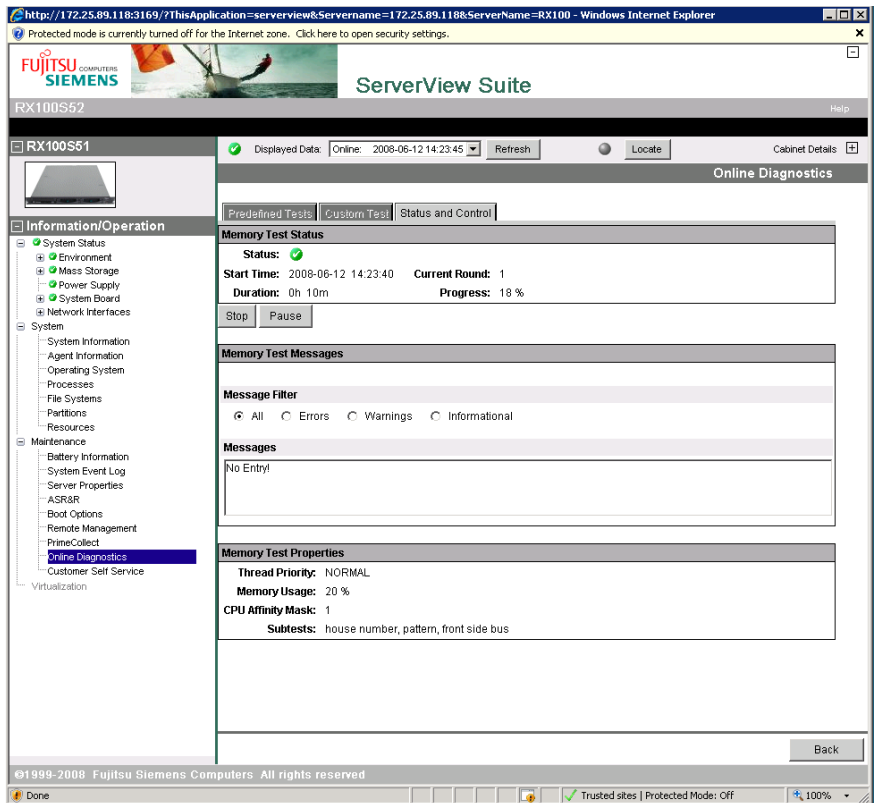 http://172.25.89.118:3169/?ThisApplication=serverview&Servername=172.25.89.118&ServerName=RX100 - Windows Internet Explorer
Protected mode is currently turned off for the Internet zone. Click here to open security settings.
FUJITSU COMPUTERS
SIEMENS
ServerView Suite
RX100S52
Help
RX100S51
Displayed Data: Online: 2008-06-12 14:23:45 Refresh Locate Cabinet Details
Online Diagnostics
Information/Operation
System Status
Environment
Mass Storage
Power Supply
System Board
Network Interfaces
System
System Information
Agent Information
Operating System
Processes
File Systems
Partitions
Resources
Maintenance
Battery Information
System Event Log
Server Properties
ASR&R
Boot Options
Remote Management
PrimeCollect
Online Diagnostics
Customer Self Service
Virtualization
Predefined Tests Custom Test Status and Control
Memory Test Status
Status:
Start Time: 2008-06-12 14:23:40 Current Round: 1
Duration: 0h 10m Progress: 18 %
Stop Pause
Memory Test Messages
Message Filter
All Errors Warnings Informational
Messages
No Entry!
Memory Test Properties
Thread Priority: NORMAL
Memory Usage: 20 %
CPU Affinity Mask: 1
Subtests: house number, pattern, front side bus
Back
©1999-2008 Fujitsu Siemens Computers All rights reserved
Done
Trusted sites | Protected Mode: Off
100%